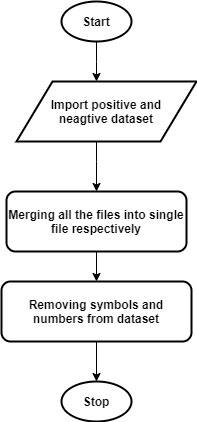 Start
Import positive and
neagtive dataset
Merging all the files into single
file respectively
Removing symbols and
numbers from dataset
Stop